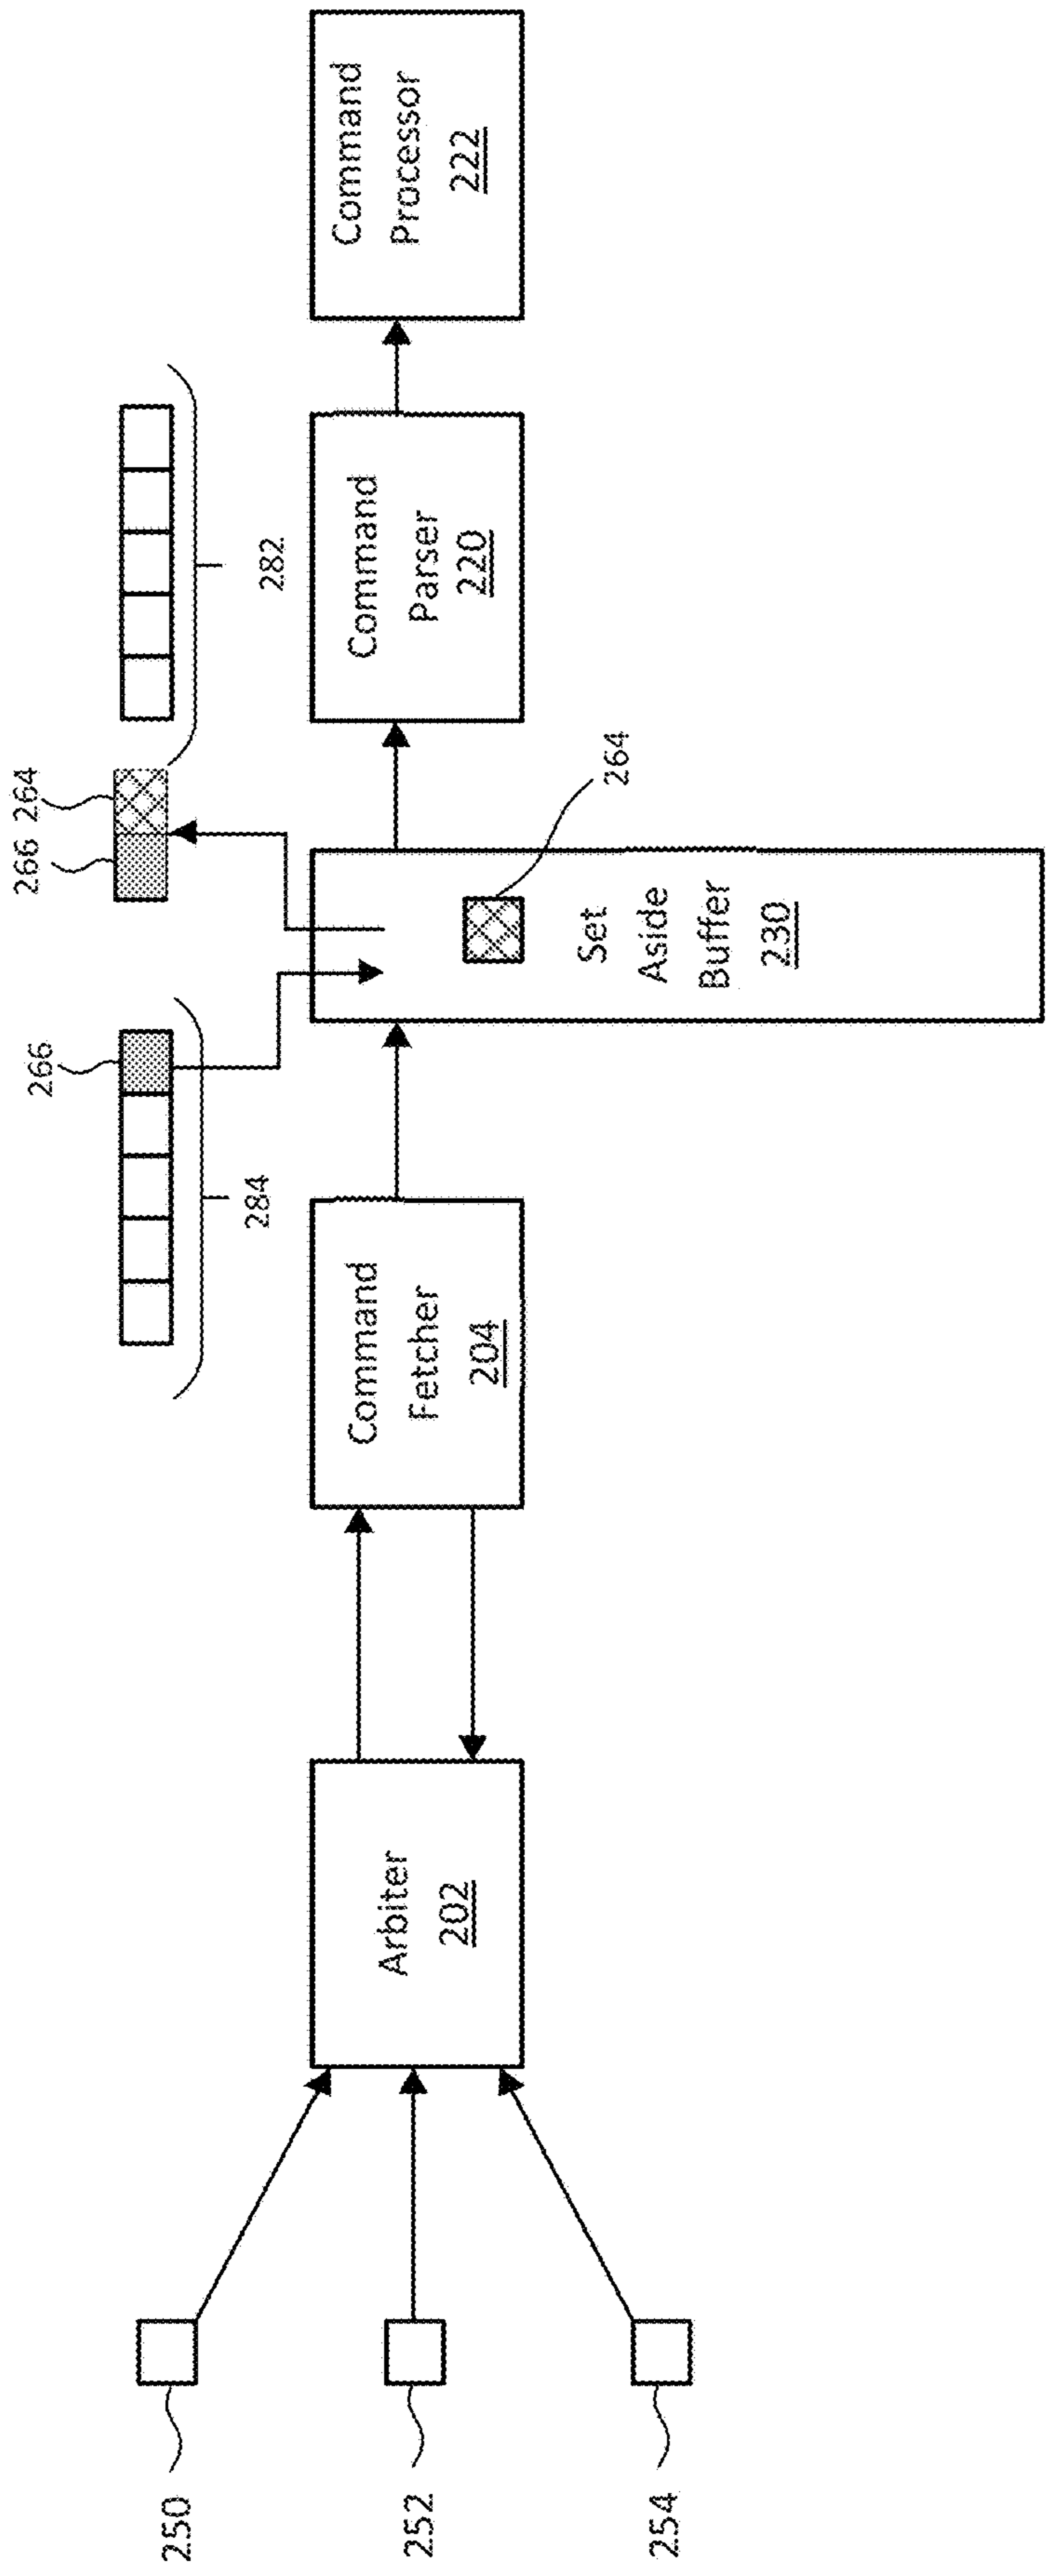 250
252
254
Arbiter
202
Command
Fetcher
204
284
266
266
264
264
Set
Aside
Buffer
230
282
Command
Parser
220
Command
Processor
222